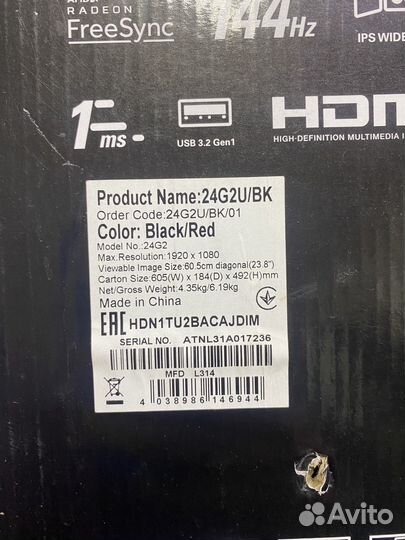 RADEON
FreeSync
144Hz
IPS WIDE
1ms
USB 3.2 Gen1
HDM
HIGH-DEFINITION MULTIMEDIA I
Product Name:24G2U/BK
Order Code:24G2U/BK/01
Color: Black/Red
Model No.:24G2
Max.Resolution:1920 x 1080
Viewable Image Size:60.5cm diagonal(23.8")
Carton Size:605(W) x 184(D) x 492(H)mm
Net/Gross Weight:4.35kg/6.19kg
Made in China
EAC HDN1TU2BACAJDIM
SERIAL NO. ATNL31A017236
MFD L314
4 038986 146944
Avito